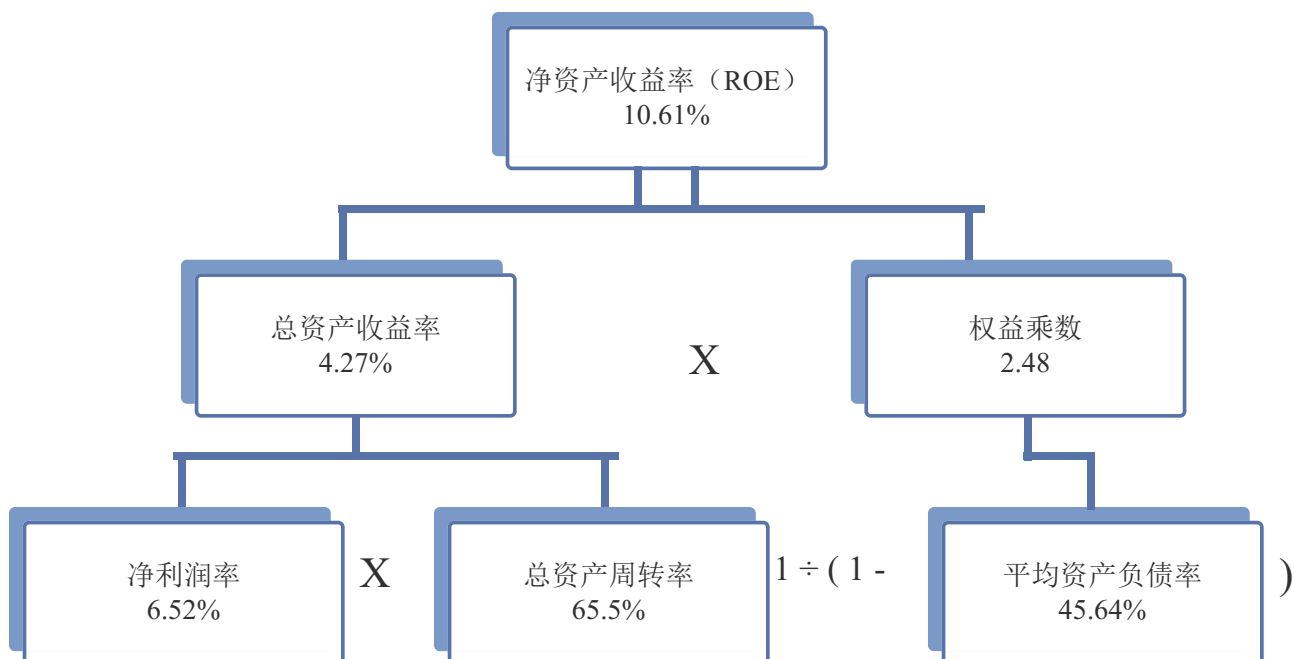 净资产收益率（ROE）
10.61%
总资产收益率
4.27%
X
权益乘数
2.48
净利润率
6.52%
X
总资产周转率
65.5%
1 ÷ ( 1 -
平均资产负债率
45.64%
)